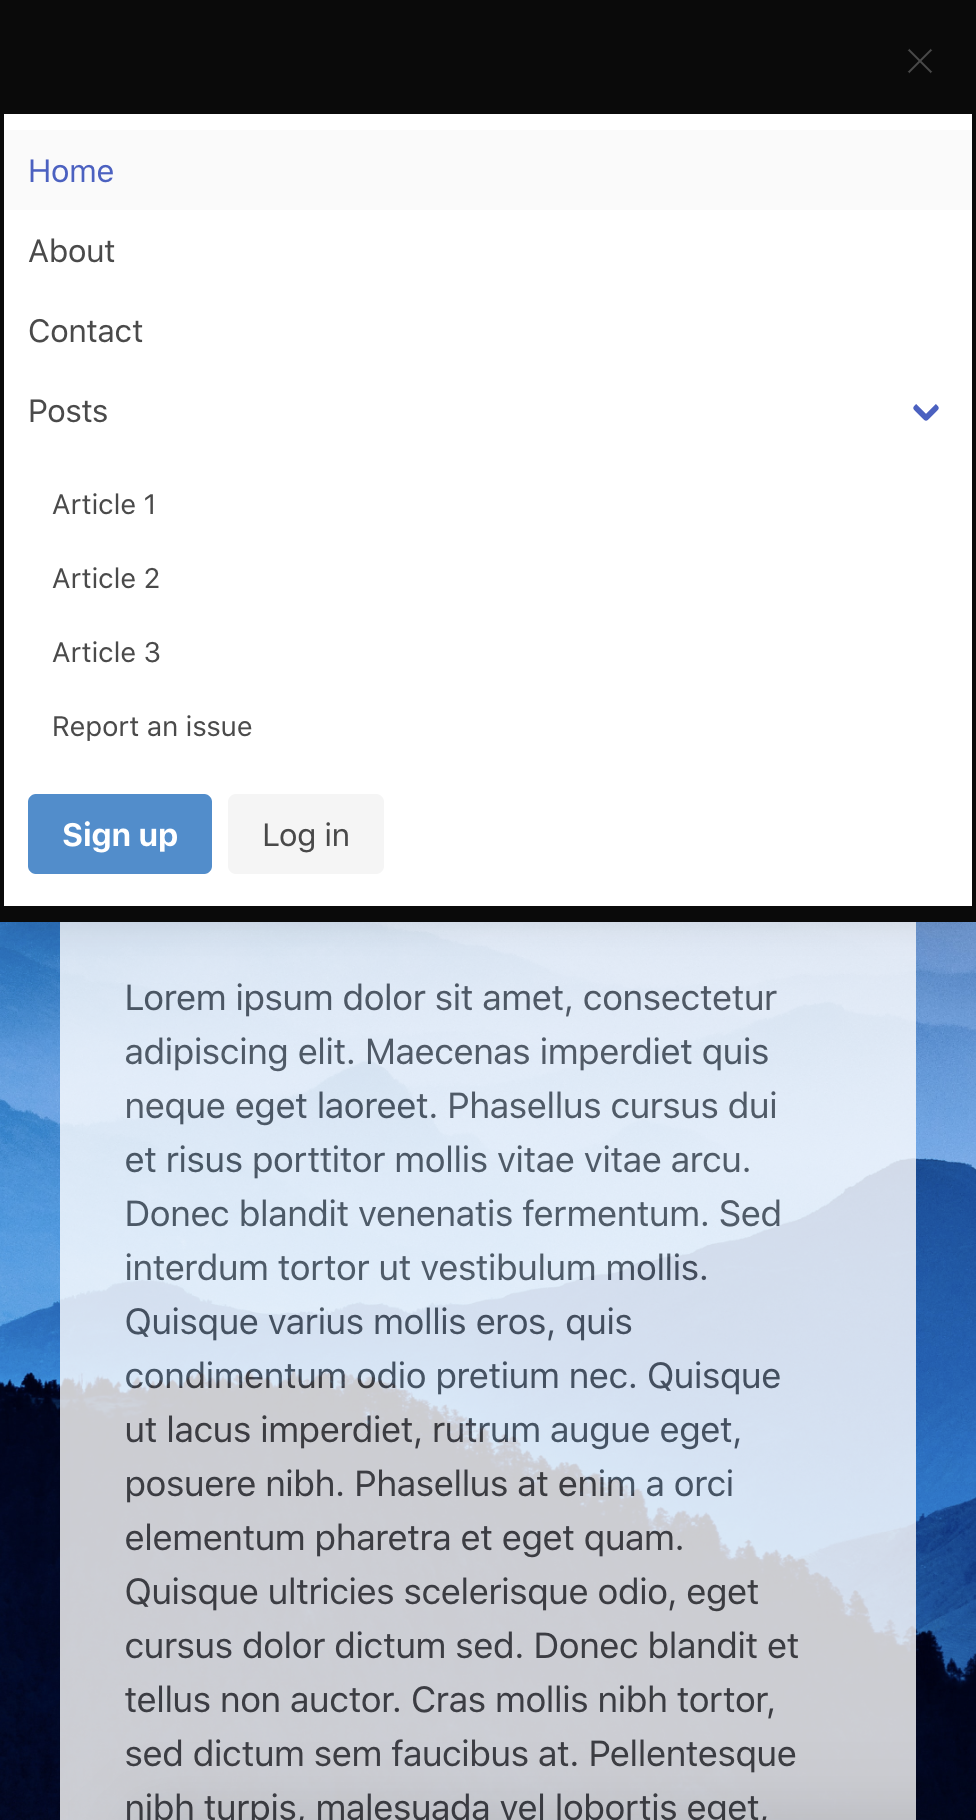 Home
About
Contact
Posts
Article 1
Article 2
Article 3
Report an issue
Sign up
Log in
Lorem ipsum dolor sit amet, consectetur
adipiscing elit. Maecenas imperdiet quis
neque eget laoreet. Phasellus cursus dui
et risus porttitor mollis vitae vitae arcu.
Donec blandit venenatis fermentum. Sed
interdum tortor ut vestibulum mollis.
Quisque varius mollis eros, quis
condimentum odio pretium nec. Quisque
ut lacus imperdiet, rutrum augue eget,
posuere nibh. Phasellus at enim a orci
elementum pharetra et eget quam.
Quisque ultricies scelerisque odio, eget
cursus dolor dictum sed. Donec blandit et
tellus non auctor. Cras mollis nibh tortor,
sed dictum sem faucibus at. Pellentesque
nibh turpis, malesuada vel lobortis eget,